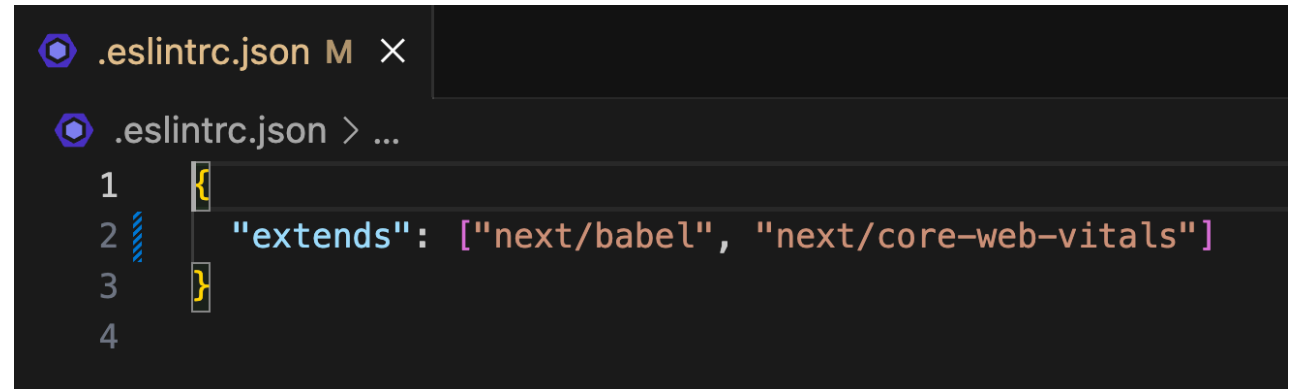 .eslintrc.json M ×
.eslintrc.json > ...
1 {
2 "extends": ["next/babel", "next/core-web-vitals"]
3 }
4